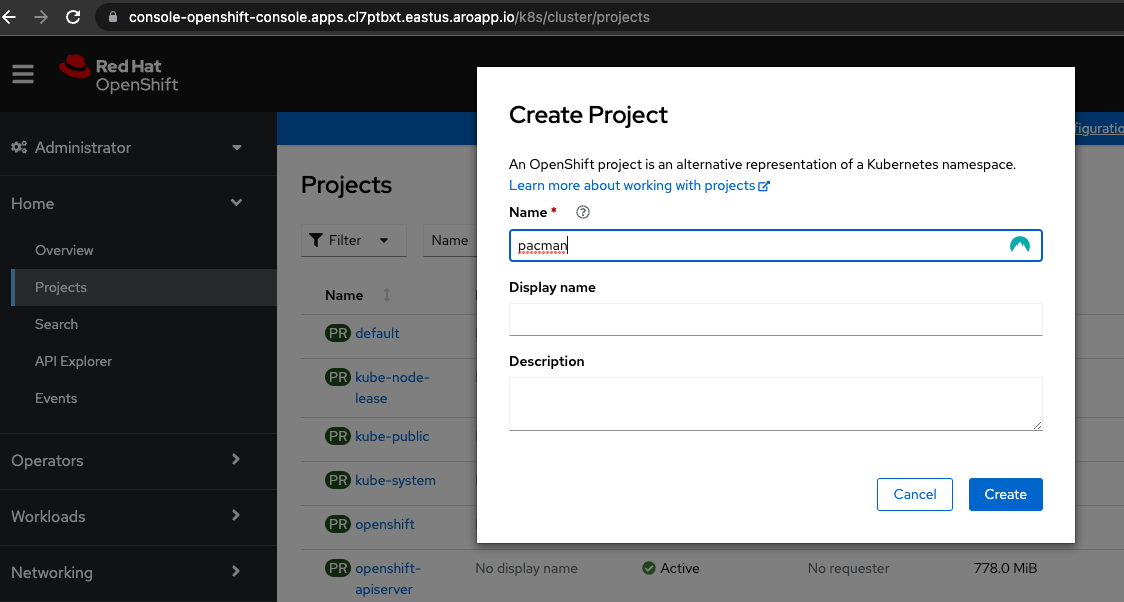 console-openshift-console.apps.cl7ptbxt.eastus.aroapp.io/k8s/cluster/projects
Red Hat
OpenShift
Administrator
Home
Overview
Projects
Search
API Explorer
Events
Operators
Workloads
Networking
Projects
Filter
Name
Name
PR default
PR kube-node-
lease
PR kube-public
PR kube-system
PR openshift
PR openshift-
apiserver
No display name
Active
No requester
778.0 MiB
Create Project
An OpenShift project is an alternative representation of a Kubernetes namespace.
Learn more about working with projects
Name *
pacman
Display name
Description
Cancel
Create